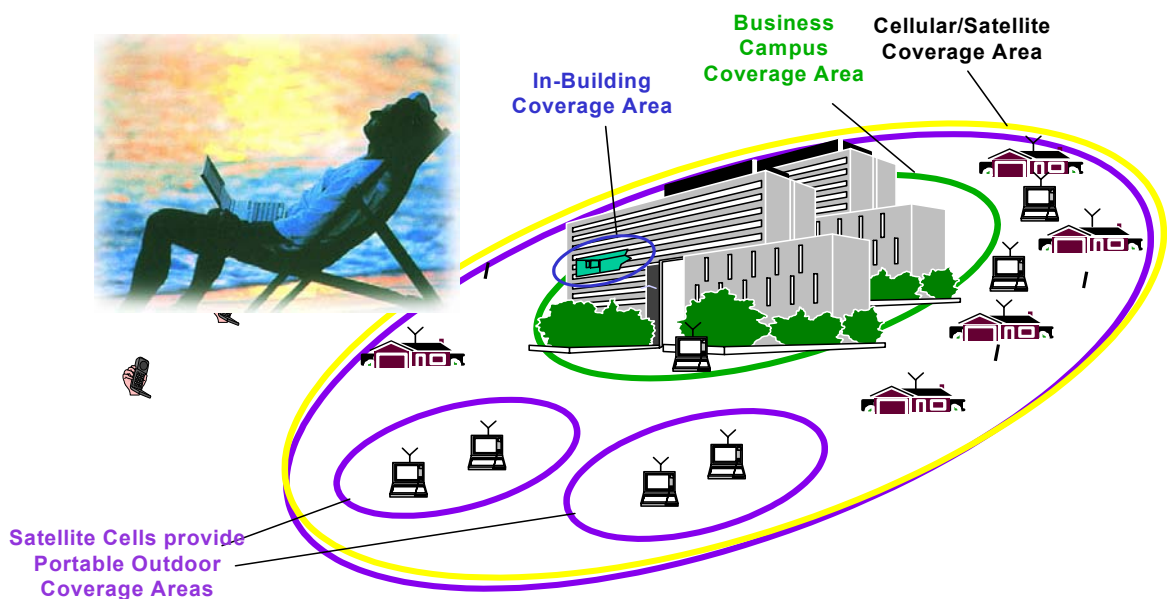 Business
Campus
Coverage Area
Cellular/Satellite
Coverage Area
In-Building
Coverage Area
Satellite Cells provide
Portable Outdoor
Coverage Areas